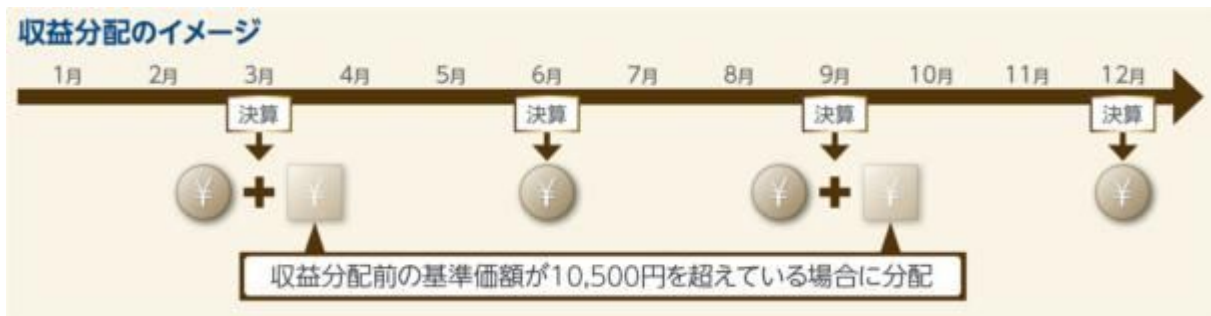 収益分配のイメージ
1月 2月 3月 4月 5月 6月 7月 8月 9月 10月 11月 12月
決算 決算 決算 決算
¥ ¥ ¥ ¥ ¥ ¥
収益分配前の基準価額が10,500円を超えている場合に分配